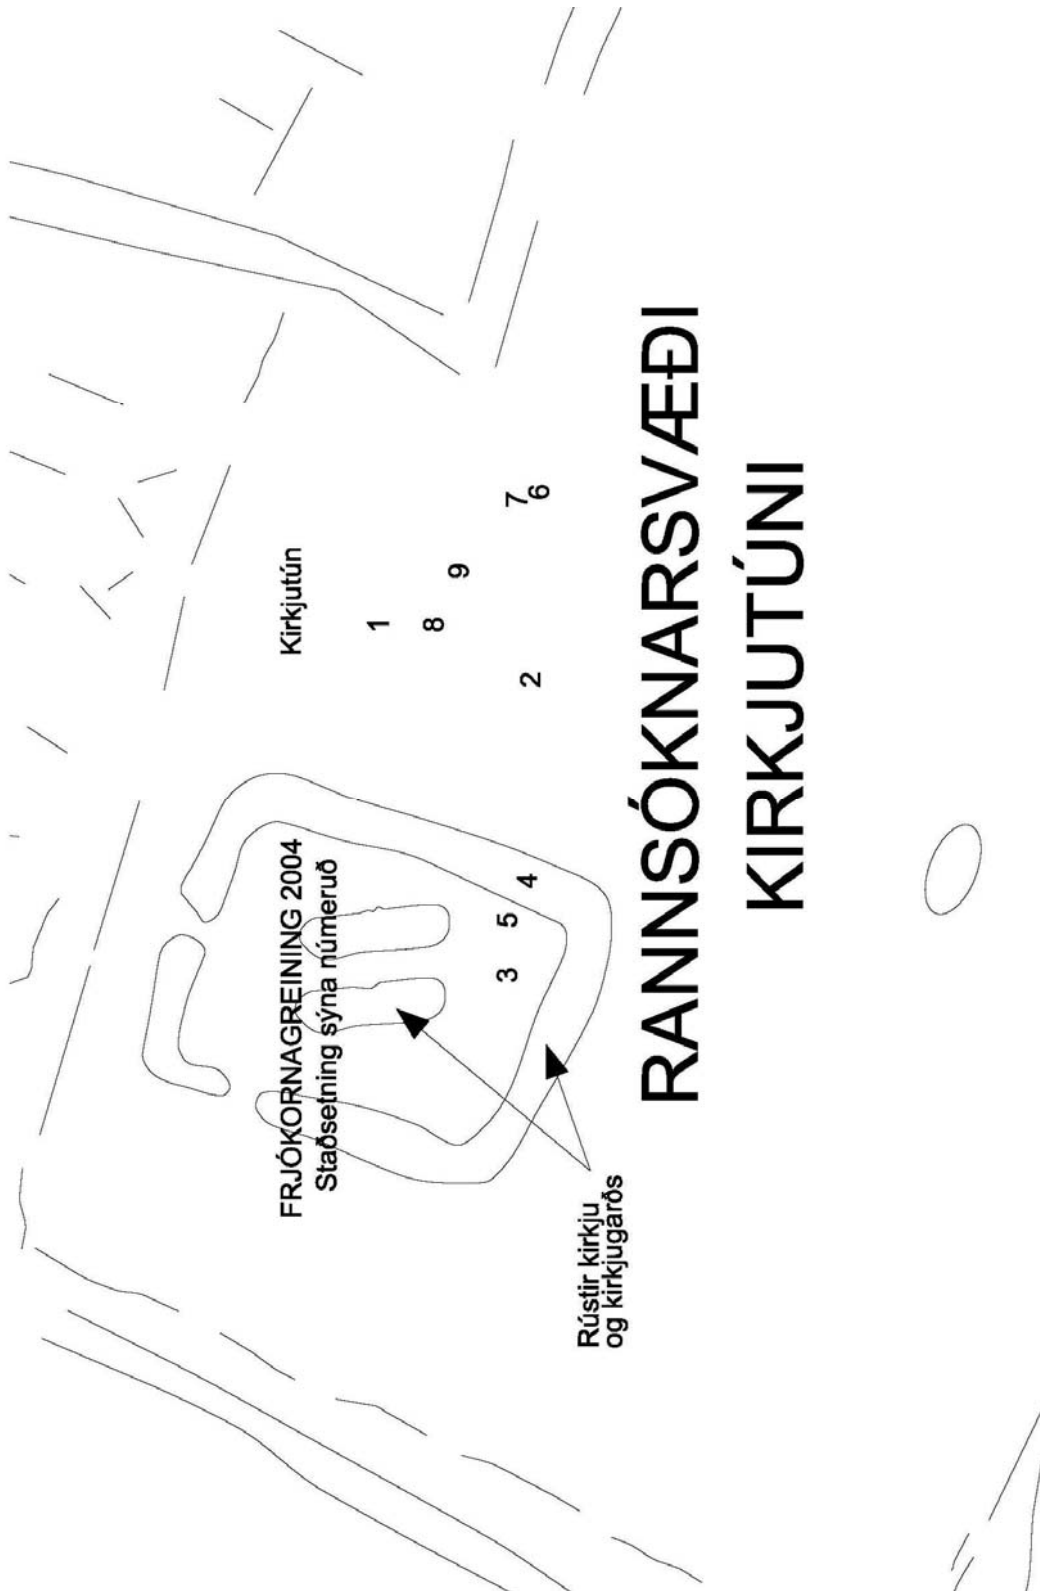 FRJÓKORNAGREINING 2004
Staðsetning sýna númeruð
Kirkjutún
1
8
9
7
6
2
3
5
4
Rústir kirkju
og kirkjugarðs
RANNSÓKNARSVÆÐI
KIRKJUTÚNI